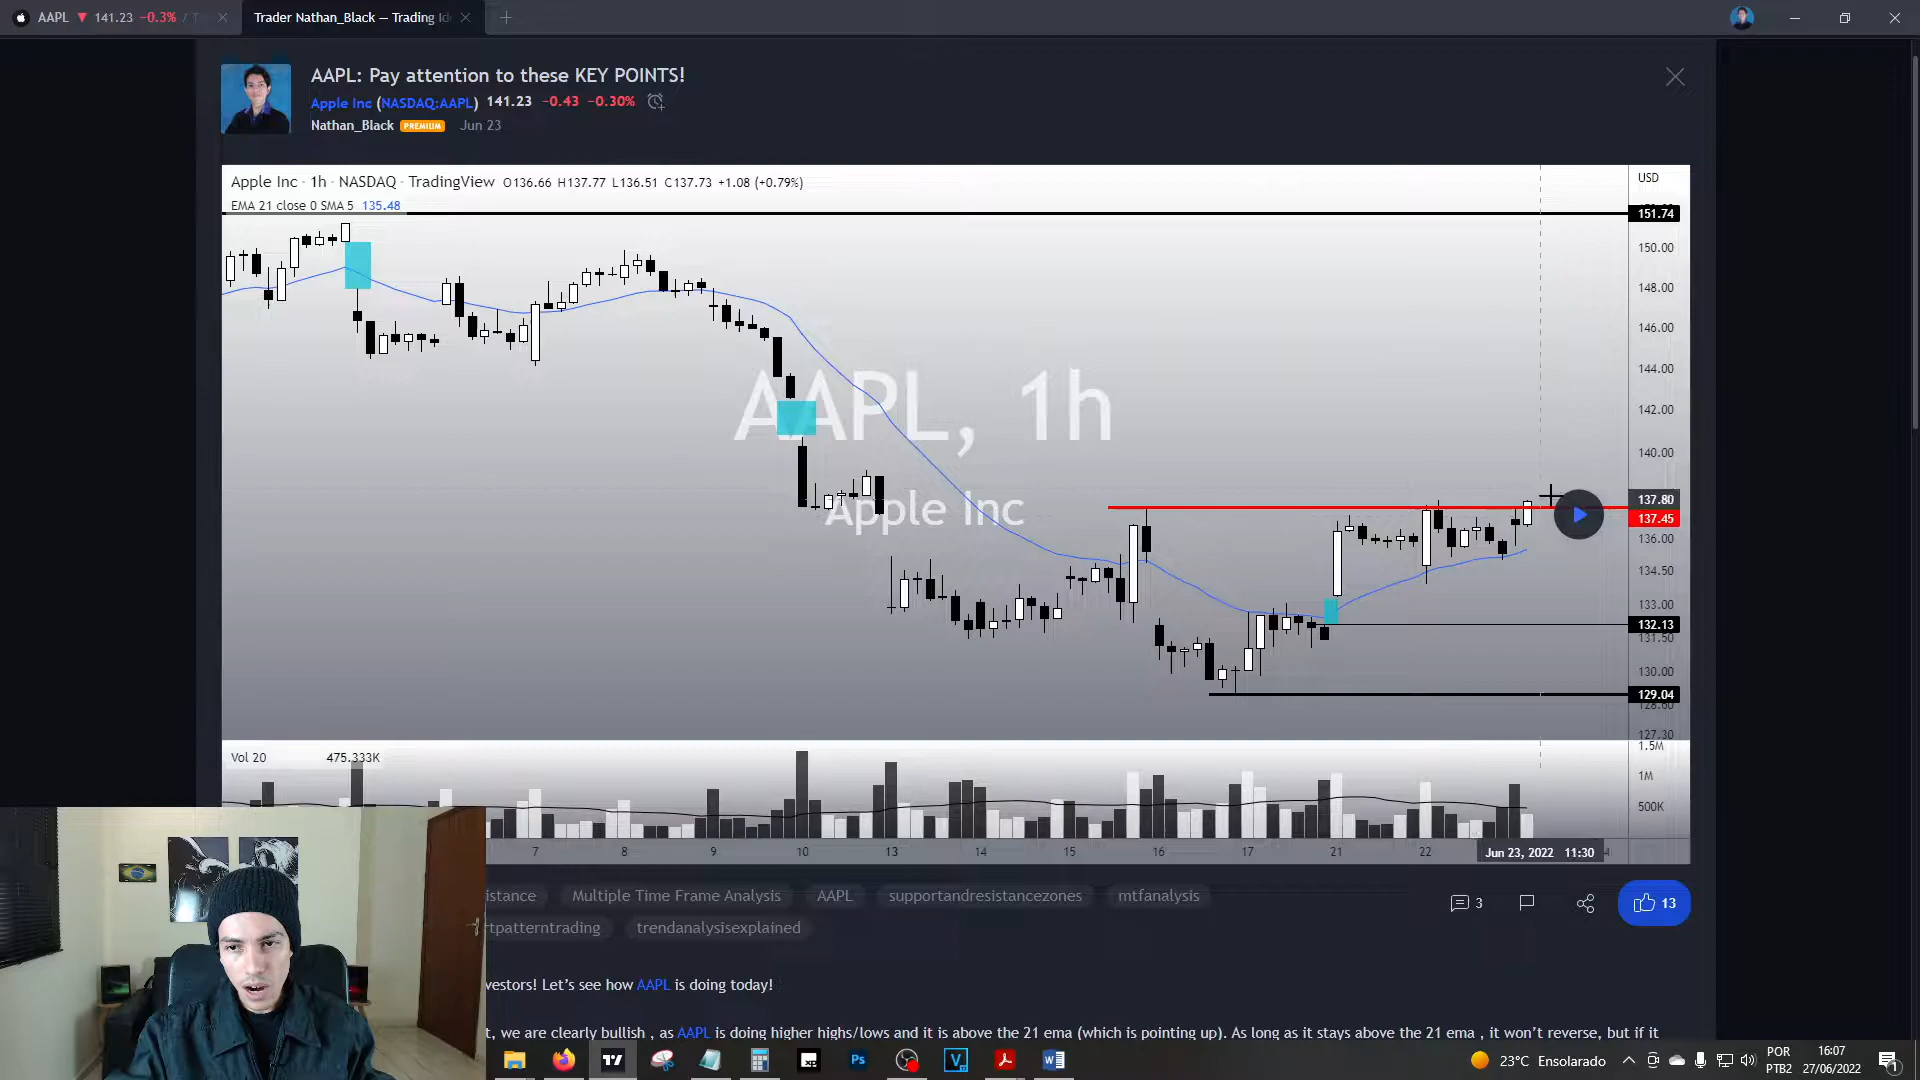 AAPL ▼ 141.23 −0.3% / T
Trader Nathan_Black — Trading Id
AAPL: Pay attention to these KEY POINTS!
Apple Inc (NASDAQ:AAPL) 141.23 −0.43 −0.30%
Nathan_Black PREMIUM Jun 23
Apple Inc · 1h · NASDAQ · TradingView O136.66 H137.77 L136.51 C137.73 +1.08 (+0.79%)
USD
EMA 21 close 0 SMA 5 135.48
151.74
150.00
148.00
146.00
144.00
AAPL, 1h
142.00
140.00
137.80
Apple Inc
137.45
136.00
134.50
133.00
132.13
131.50
130.00
129.04
128.60
127.30
1.5M
Vol 20 475.333K
1M
500K
7 8 9 10 13 14 15 16 17 21 22 Jun 23, 2022 11:30
istance Multiple Time Frame Analysis AAPL supportandresistancezones mtfanalysis
3 13
rtpatterntrading trendanalysisexplained
vestors! Let’s see how AAPL is doing today!
t, we are clearly bullish , as AAPL is doing higher highs/lows and it is above the 21 ema (which is pointing up). As long as it stays above the 21 ema , it won’t reverse, but if it
23°C Ensolarado
POR
PTB2
16:07
27/06/2022
1